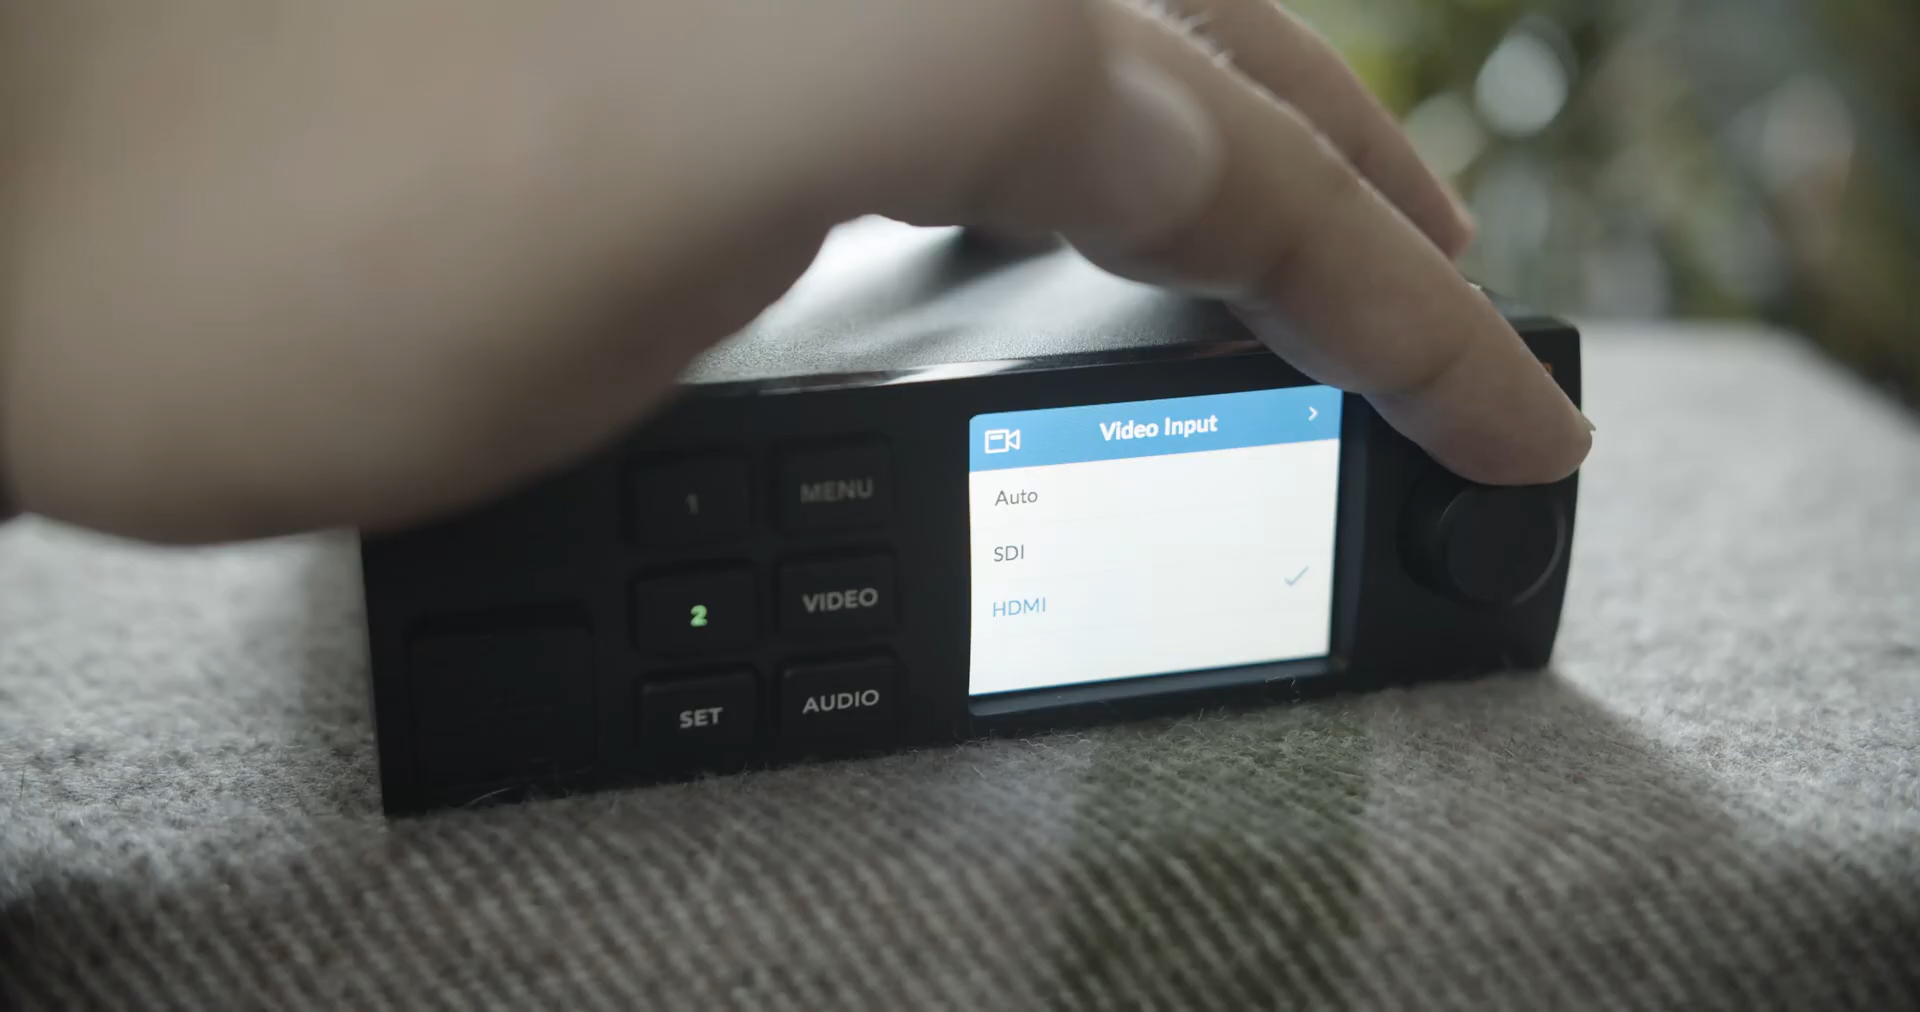 1
MENU
2
VIDEO
SET
AUDIO
Video Input
Auto
SDI
HDMI